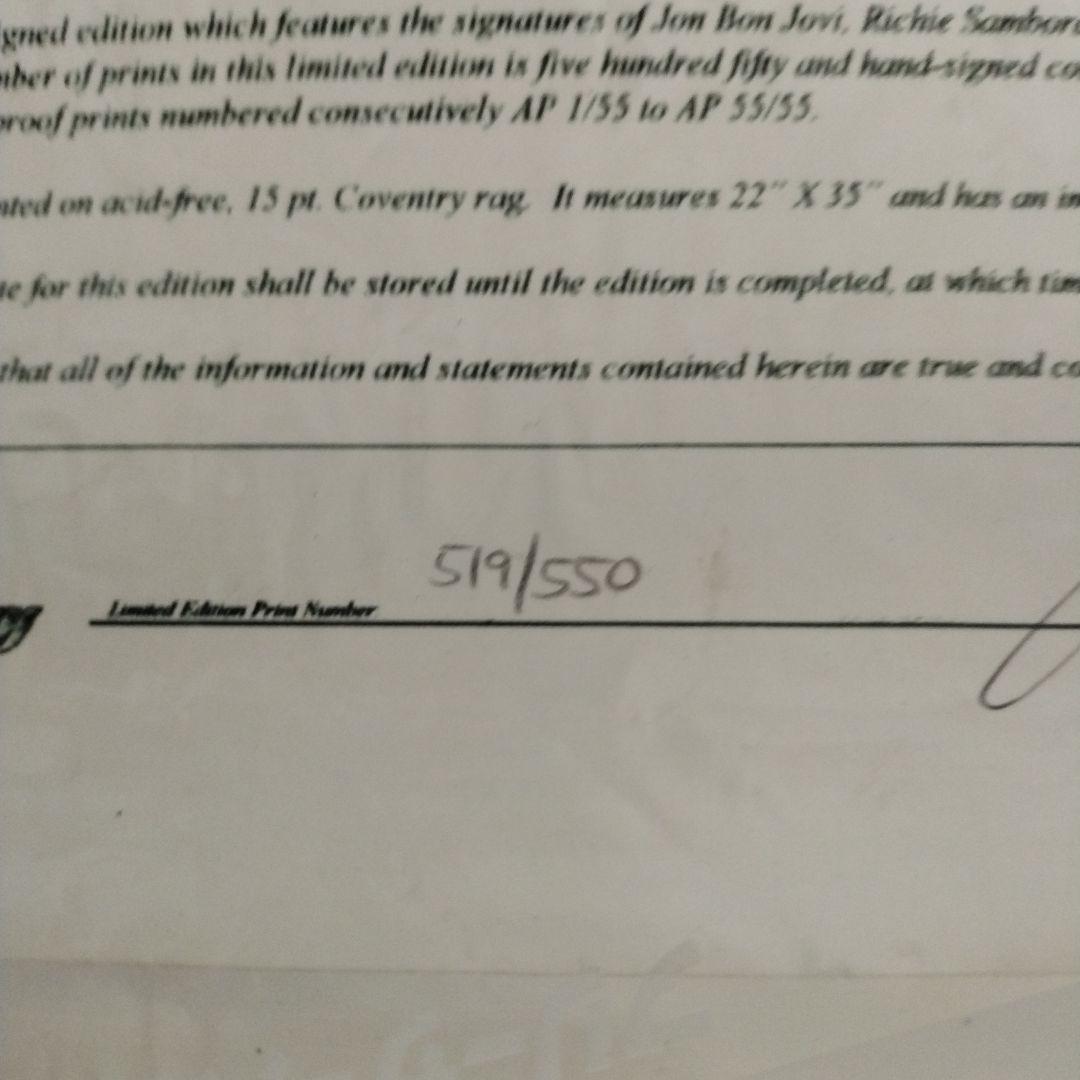 gned edition which features the signatures of Jon Bon Jovi, Richie Sambor
ber of prints in this limited edition is five hundred fifty and hand-signed co
proof prints numbered consecutively AP 1/55 to AP 55/55.
nted on acid-free, 15 pt. Coventry rag. It measures 22" X 35" and has an im
e for this edition shall be stored until the edition is completed, at which tim
that all of the information and statements contained herein are true and co
519/550
Limited Edition Print Number